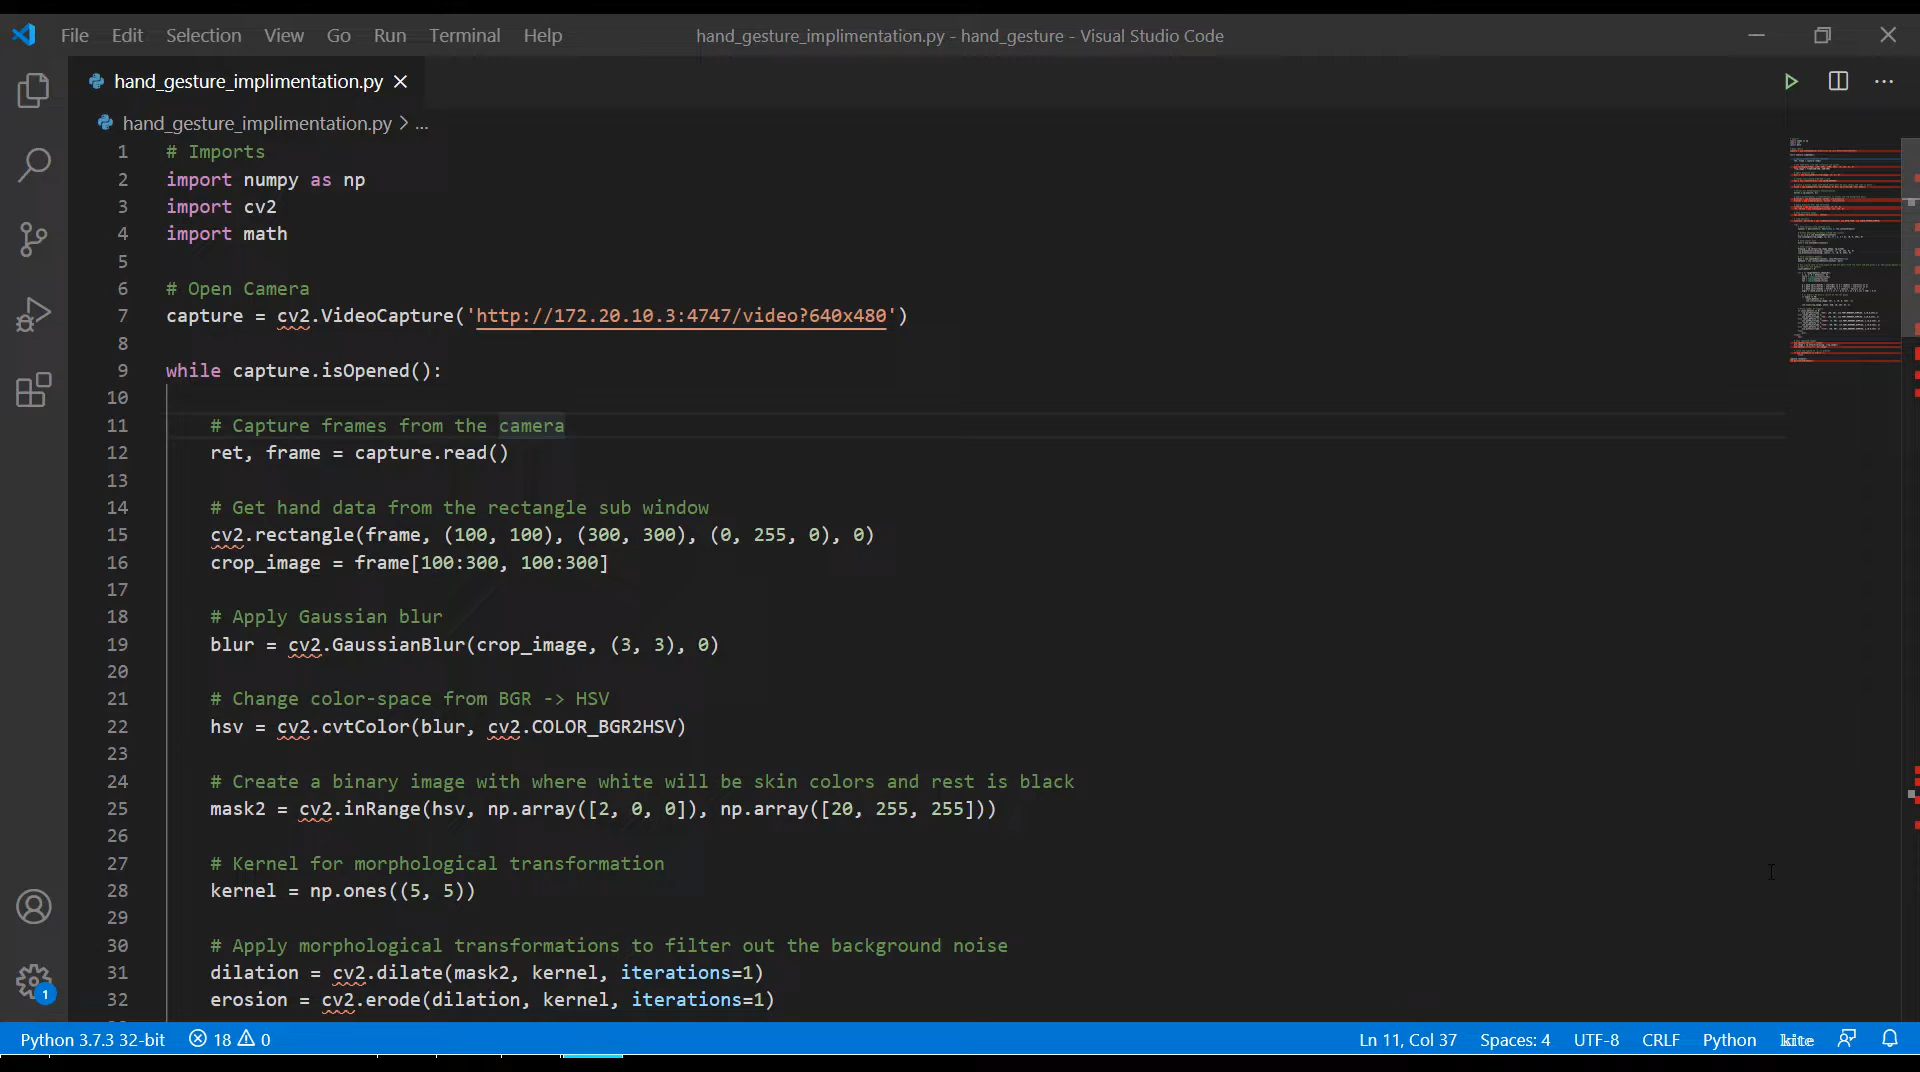 File Edit Selection View Go Run Terminal Help hand_gesture_implimentation.py - hand_gesture - Visual Studio Code
hand_gesture_implimentation.py
hand_gesture_implimentation.py > ...
1 # Imports
2 import numpy as np
3 import cv2
4 import math
5
6 # Open Camera
7 capture = cv2.VideoCapture('http://172.20.10.3:4747/video?640x480')
8
9 while capture.isOpened():
10
11 # Capture frames from the camera
12 ret, frame = capture.read()
13
14 # Get hand data from the rectangle sub window
15 cv2.rectangle(frame, (100, 100), (300, 300), (0, 255, 0), 0)
16 crop_image = frame[100:300, 100:300]
17
18 # Apply Gaussian blur
19 blur = cv2.GaussianBlur(crop_image, (3, 3), 0)
20
21 # Change color-space from BGR -> HSV
22 hsv = cv2.cvtColor(blur, cv2.COLOR_BGR2HSV)
23
24 # Create a binary image with where white will be skin colors and rest is black
25 mask2 = cv2.inRange(hsv, np.array([2, 0, 0]), np.array([20, 255, 255]))
26
27 # Kernel for morphological transformation
28 kernel = np.ones((5, 5))
29
30 # Apply morphological transformations to filter out the background noise
31 dilation = cv2.dilate(mask2, kernel, iterations=1)
32 erosion = cv2.erode(dilation, kernel, iterations=1)
1
Python 3.7.3 32-bit 18 0 Ln 11, Col 37 Spaces: 4 UTF-8 CRLF Python kite